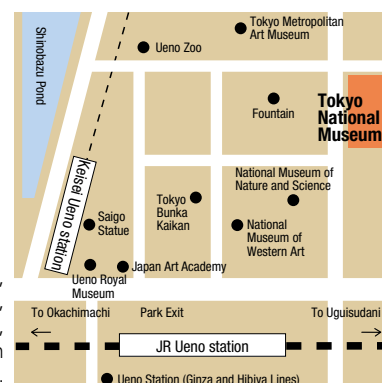 Tokyo Metropolitan
Art Museum
Ueno Zoo
Shinobazu Pond
Fountain
Tokyo
National
Museum
Keisei Ueno station
National Museum of
Nature and Science
Tokyo
Bunka
Kaikan
Saigo
Statue
National
Museum of
Western Art
Japan Art Academy
Ueno Royal
Museum
To Okachimachi
Park Exit
To Uguisudani
JR Ueno station
Ueno Station (Ginza and Hibiya Lines)